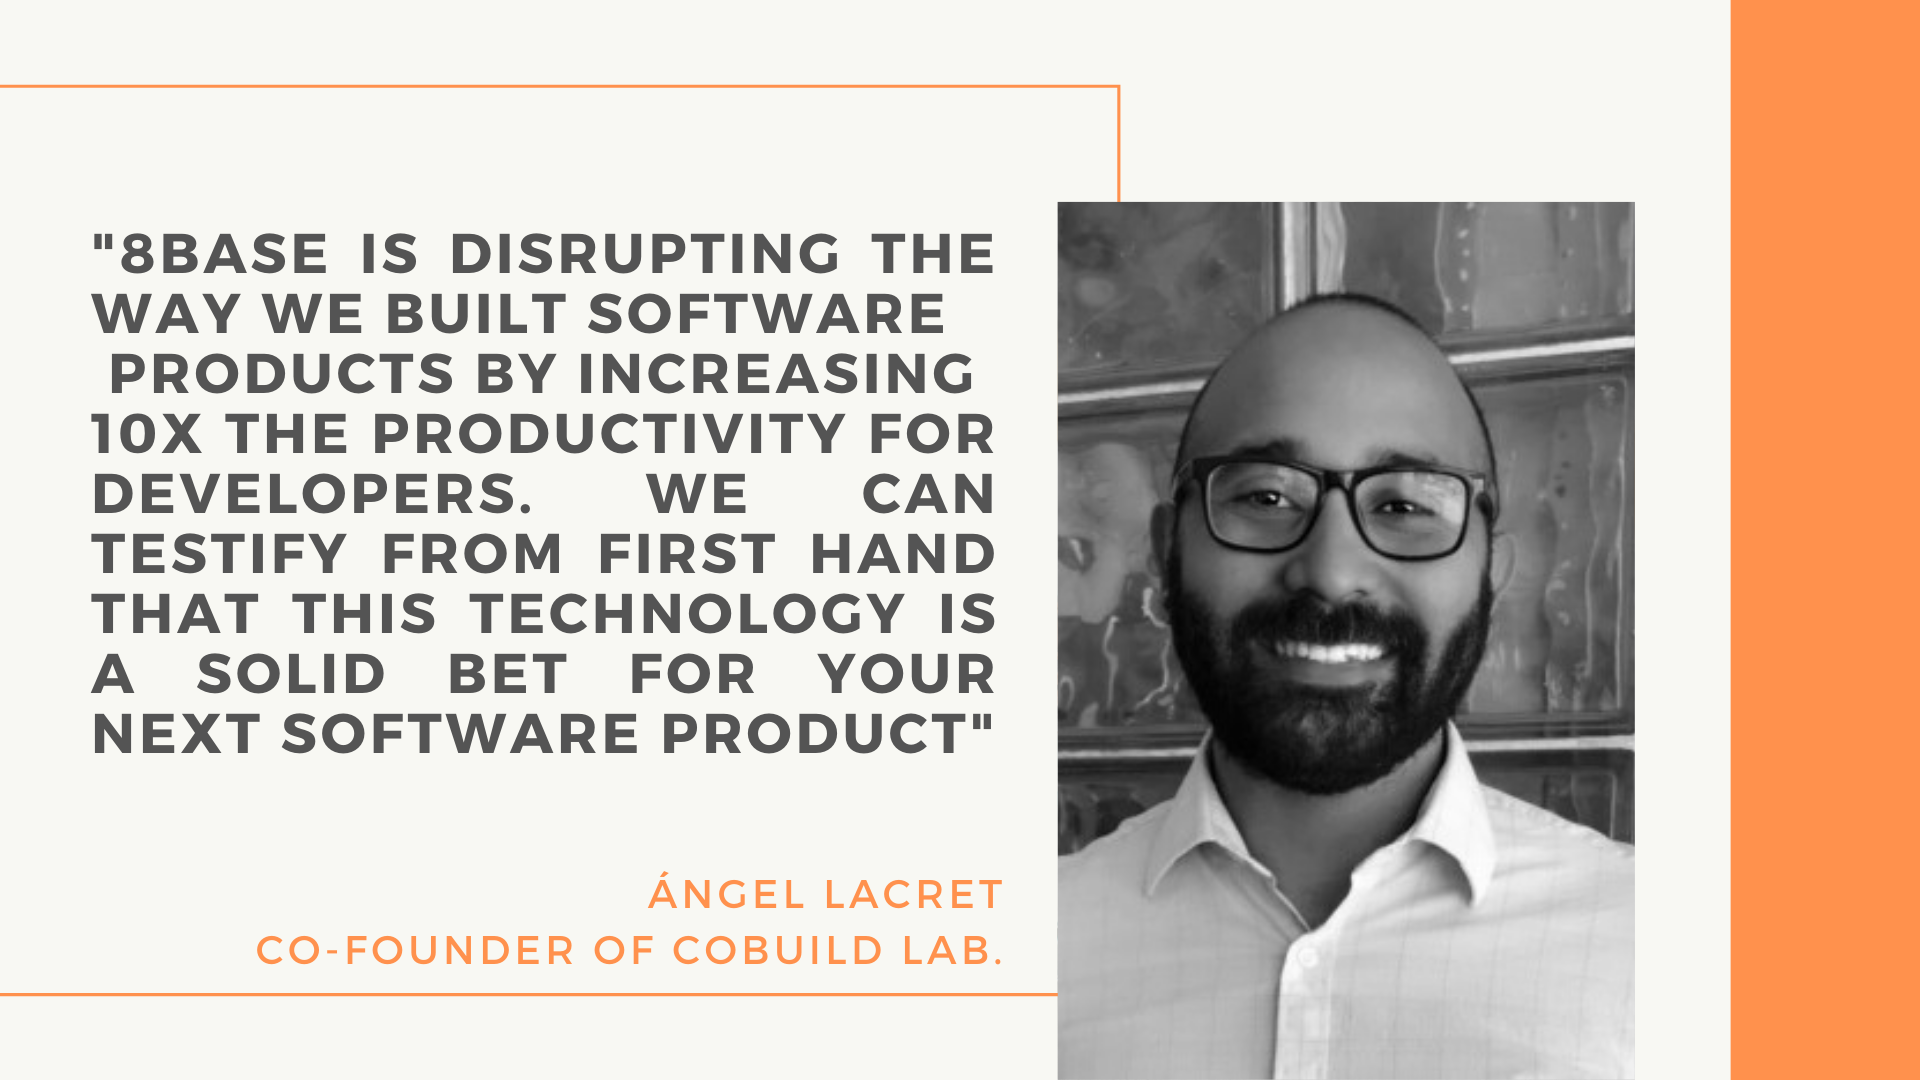 "8BASE IS DISRUPTING THE
WAY WE BUILT SOFTWARE
PRODUCTS BY INCREASING
10X THE PRODUCTIVITY FOR
DEVELOPERS. WE CAN
TESTIFY FROM FIRST HAND
THAT THIS TECHNOLOGY IS
A SOLID BET FOR YOUR
NEXT SOFTWARE PRODUCT"
ÁNGEL LACRET
CO-FOUNDER OF COBUILD LAB.